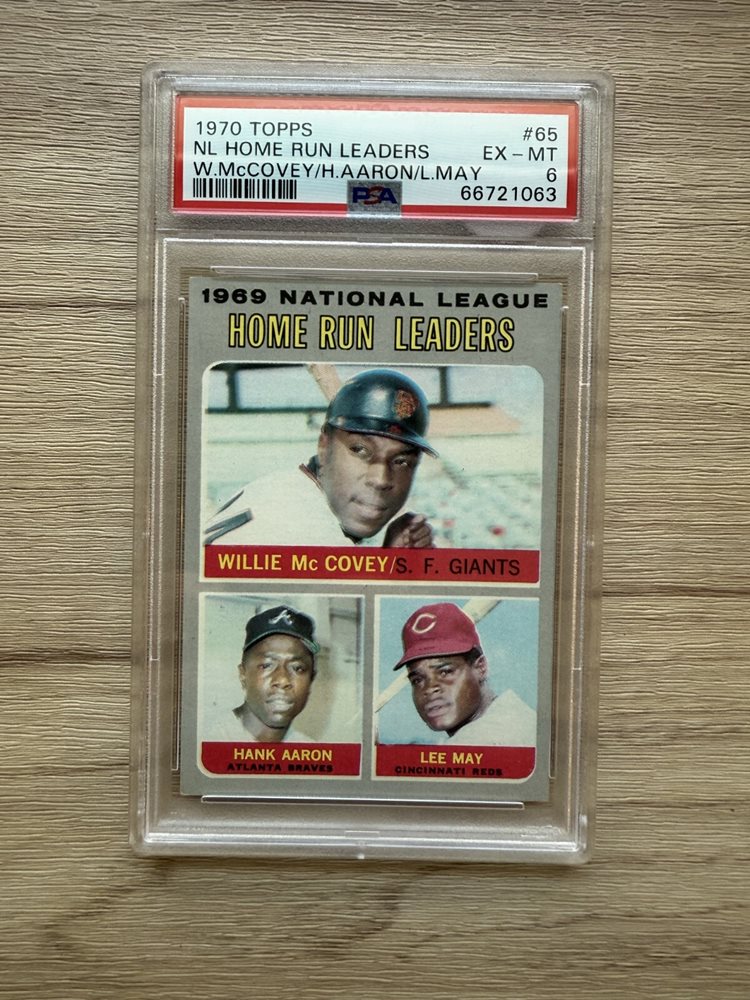 1970 TOPPS #65
NL HOME RUN LEADERS EX - MT
W.McCOVEY/H.AARON/L.MAY 6
PSA 66721063
1969 NATIONAL LEAGUE
HOME RUN LEADERS
WILLIE Mc COVEY/S. F. GIANTS
A
C
HANK AARON
ATLANTA BRAVES
LEE MAY
CINCINNATI REDS